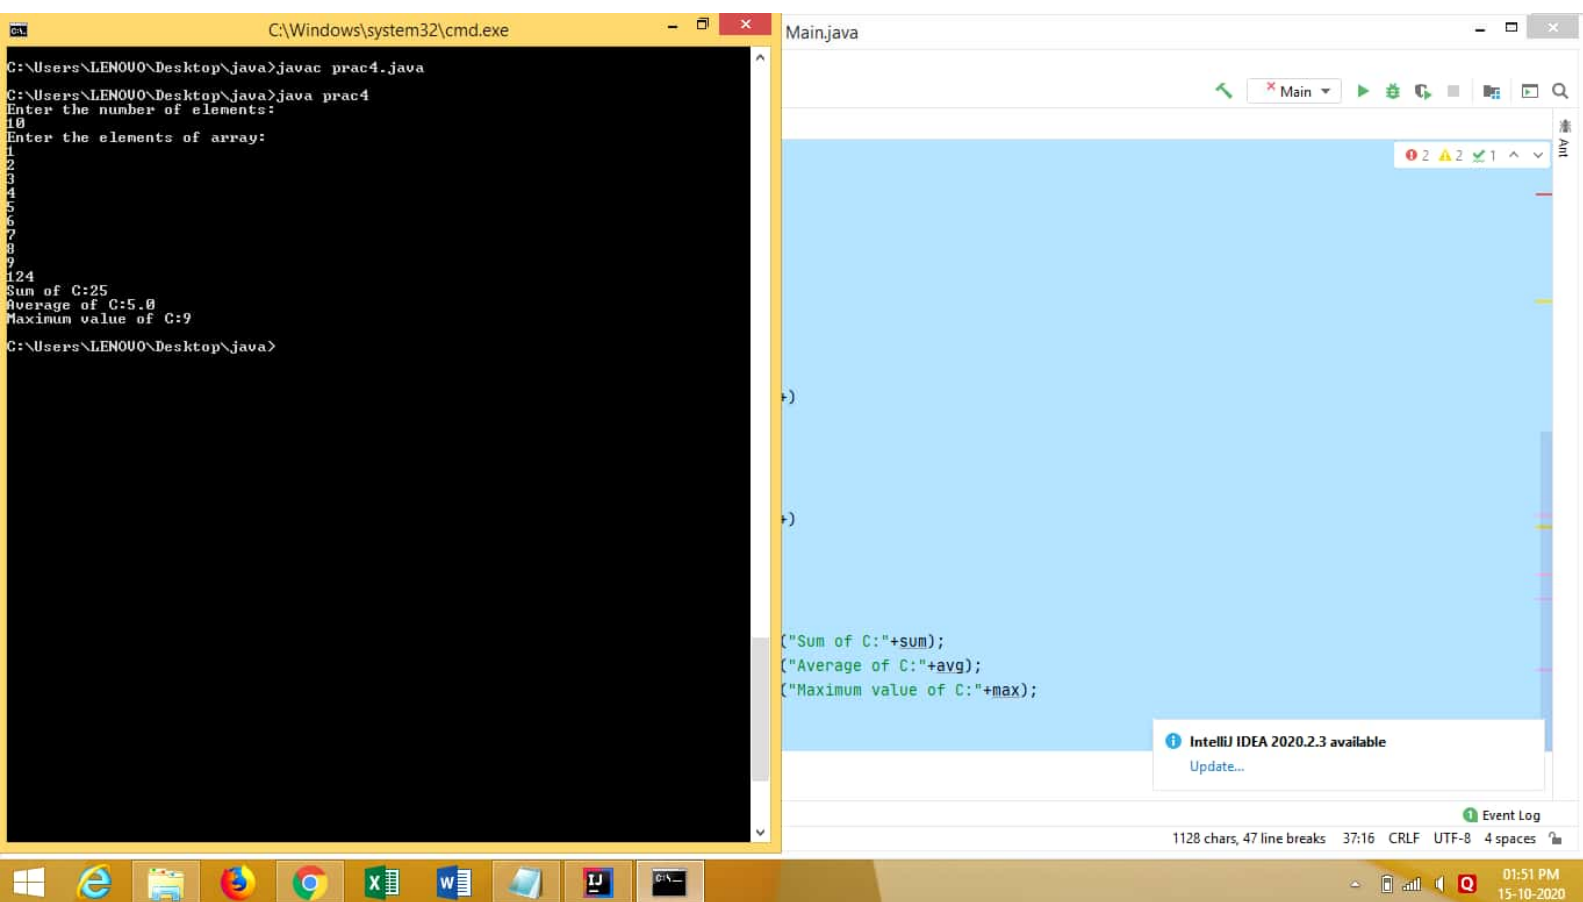 C:\Windows\system32\cmd.exe
C:\Users\LENOVO\Desktop\java>javac prac4.java
C:\Users\LENOVO\Desktop\java>java prac4
Enter the number of elements:
10
Enter the elements of array:
1
2
3
4
5
6
7
8
9
124
Sum of C:25
Average of C:5.0
Maximum value of C:9
C:\Users\LENOVO\Desktop\java>
Main.java
Main
Ant
2 2 1
+)
+)
("Sum of C:"+sum);
("Average of C:"+avg);
("Maximum value of C:"+max);
IntelliJ IDEA 2020.2.3 available
Update...
1 Event Log
1128 chars, 47 line breaks 37:16 CRLF UTF-8 4 spaces
01:51 PM
15-10-2020